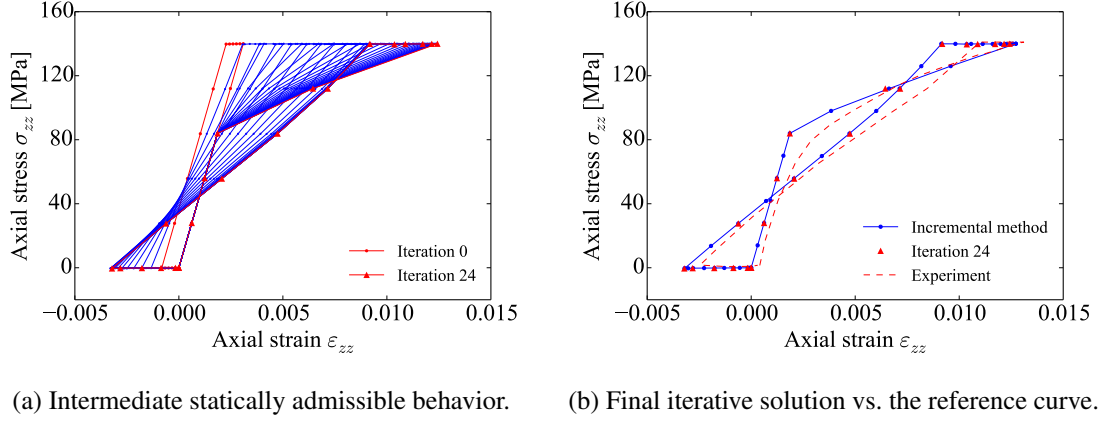 160
120
80
40
0
Axial stress σzz [MPa]
−0.005
0.000
0.005
0.010
0.015
Axial strain εzz
Iteration 0
Iteration 24
(a) Intermediate statically admissible behavior.
160
120
80
40
0
Axial stress σzz [MPa]
−0.005
0.000
0.005
0.010
0.015
Axial strain εzz
Incremental method
Iteration 24
Experiment
(b) Final iterative solution vs. the reference curve.